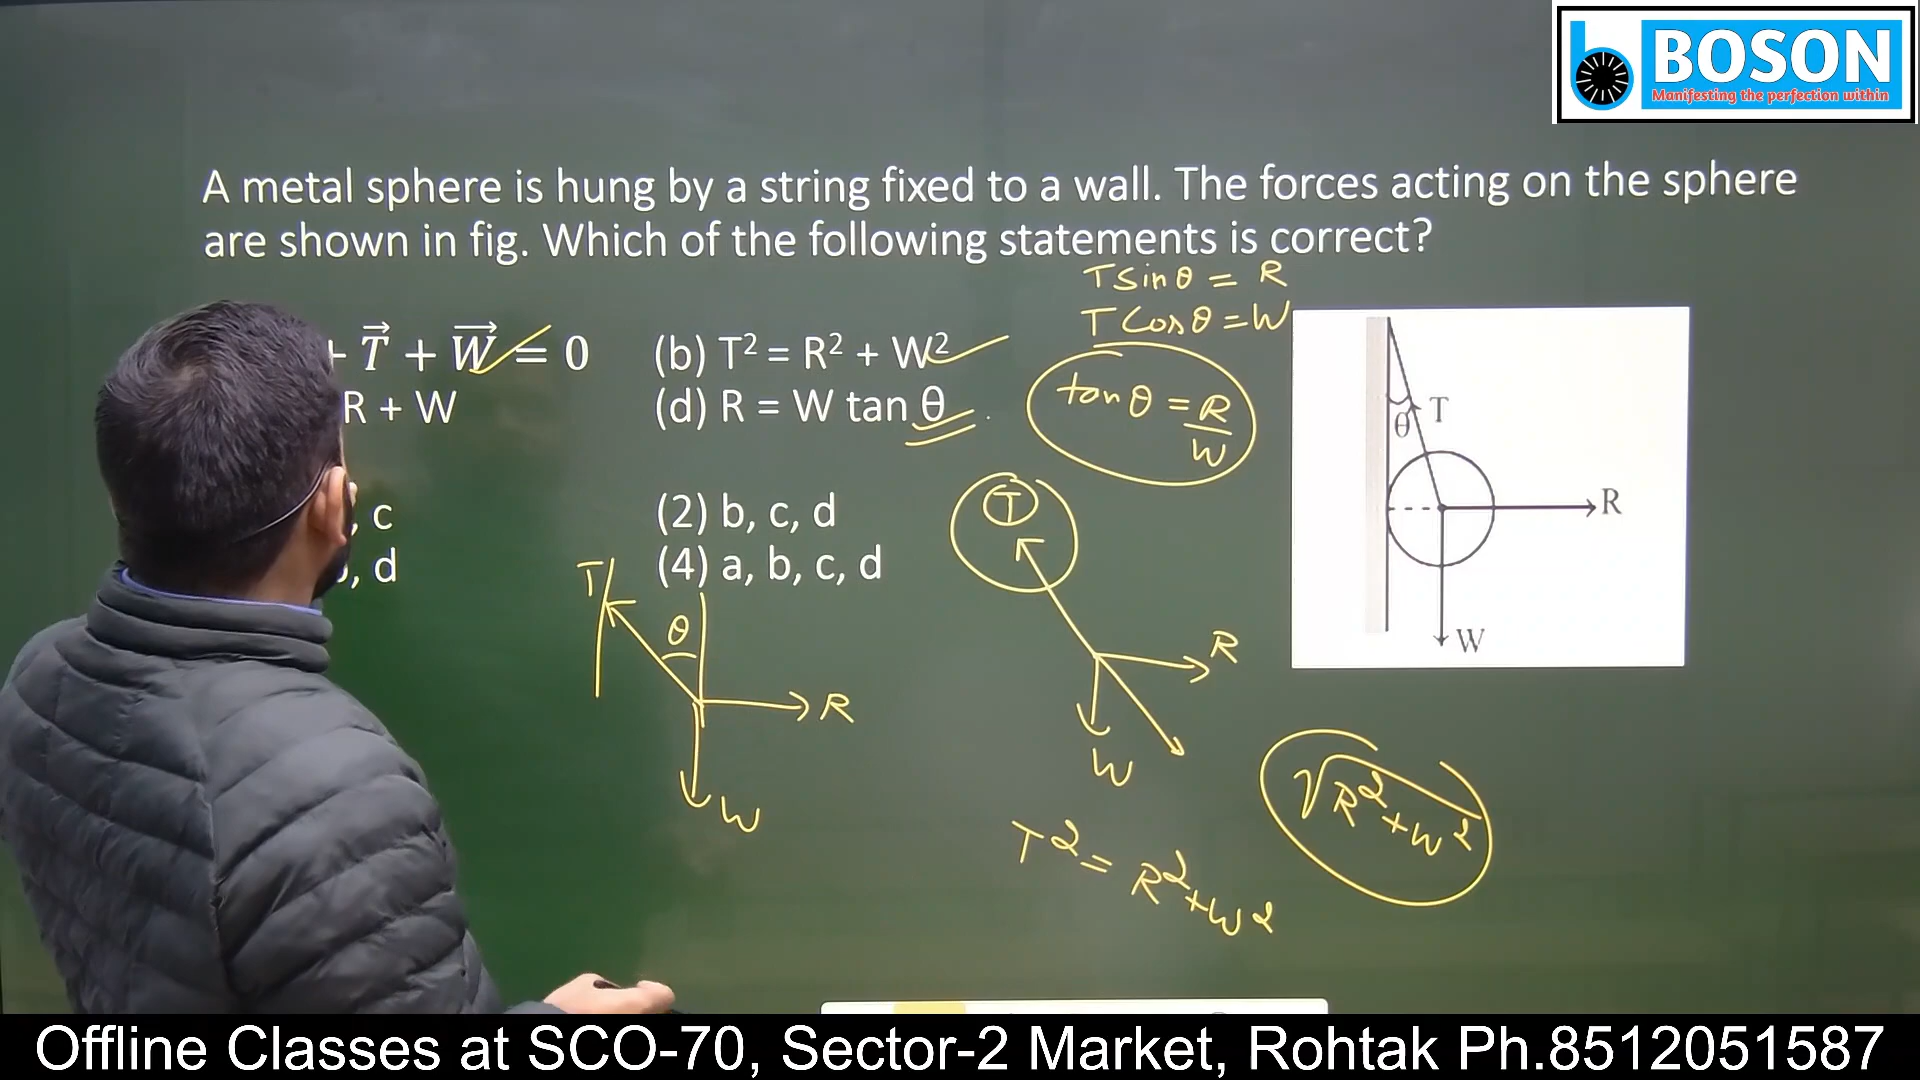 BOSON
Manifesting the perfection within
A metal sphere is hung by a string fixed to a wall. The forces acting on the sphere
are shown in fig. Which of the following statements is correct?
T sin θ = R
T cos θ = W
+ T⃗ + W⃗ = 0
(b) T² = R² + W²
R + W
(d) R = W tan θ
tan θ = R/W
, c
(2) b, c, d
, d
(4) a, b, c, d
θ
T
R
W
T
θ
R
W
T
R
W
√R²+W²
T² = R²+W²
Offline Classes at SCO-70, Sector-2 Market, Rohtak Ph.8512051587